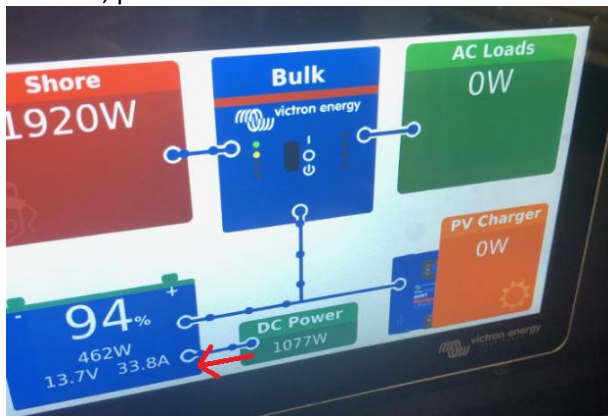 Shore
1920W
Bulk
victron energy
AC Loads
0W
PV Charger
0W
94%
462W
13.7V 33.8A
DC Power
1077W
victron energy